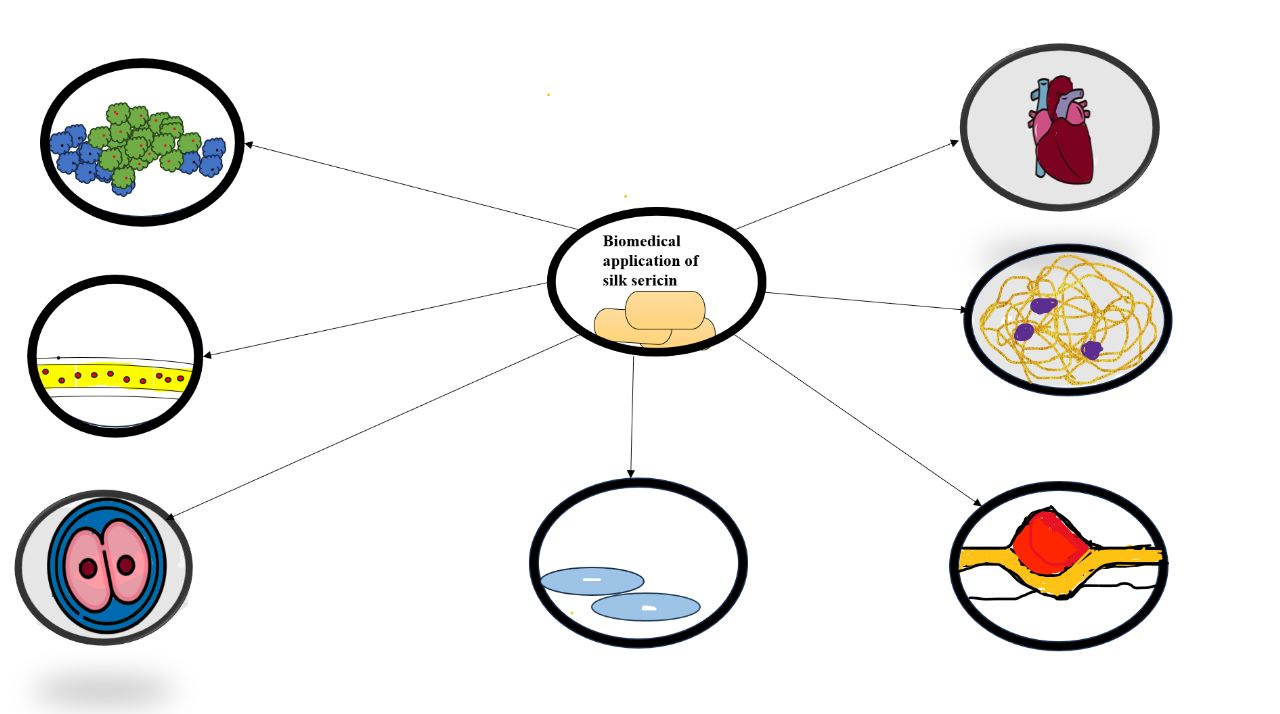 Biomedical
application of
silk sericin